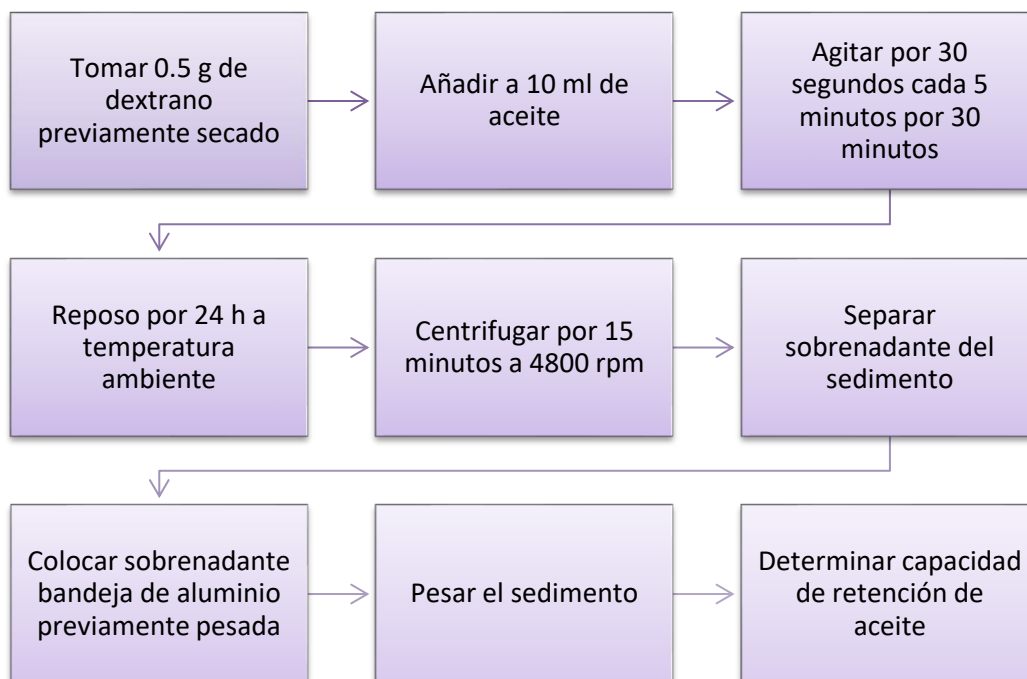 Tomar 0.5 g de
dextrano
previamente secado
Añadir a 10 ml de
aceite
Agitar por 30
segundos cada 5
minutos por 30
minutos
Reposo por 24 h a
temperatura
ambiente
Centrifugar por 15
minutos a 4800 rpm
Separar
sobrenadante del
sedimento
Colocar sobrenadante
bandeja de aluminio
previamente pesada
Pesar el sedimento
Determinar capacidad
de retención de
aceite